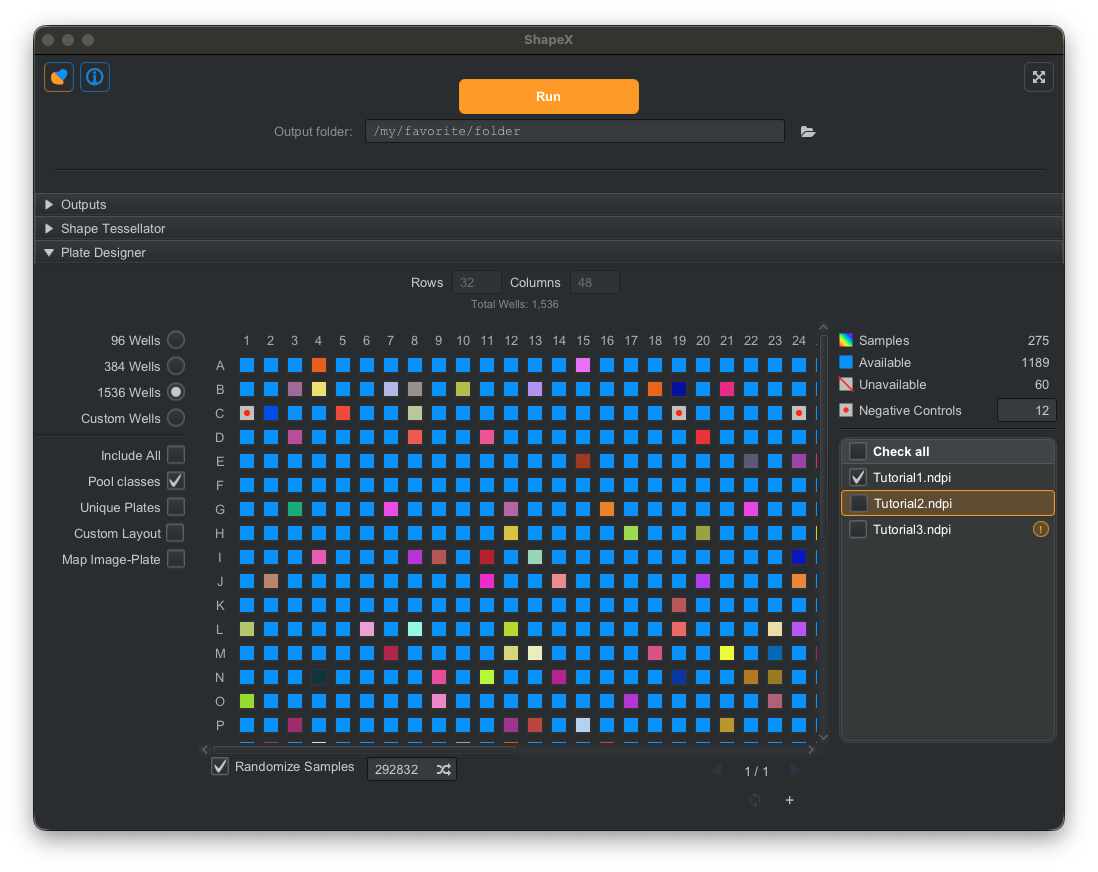 ShapeX
Run
Output folder: /my/favorite/folder
Outputs
Shape Tessellator
Plate Designer
Rows 32 Columns 48
Total Wells: 1,536
96 Wells
384 Wells
1536 Wells
Custom Wells
Include All
Pool classes
Unique Plates
Custom Layout
Map Image-Plate
1 2 3 4 5 6 7 8 9 10 11 12 13 14 15 16 17 18 19 20 21 22 23 24
A
B
C
D
E
F
G
H
I
J
K
L
M
N
O
P
Samples 275
Available 1189
Unavailable 60
Negative Controls 12
Check all
Tutorial1.ndpi
Tutorial2.ndpi
Tutorial3.ndpi
Randomize Samples 292832
1 / 1
- +